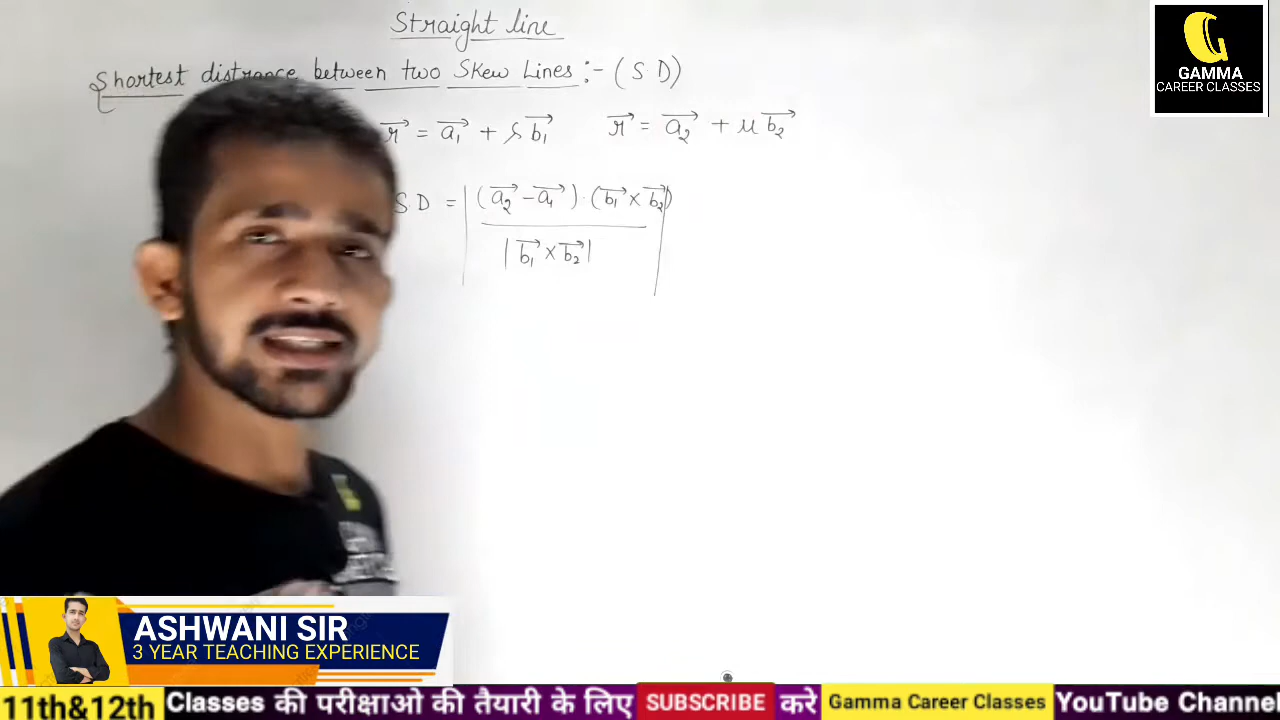 Straight line
Shortest distance between two Skew Lines :- (S D)
r⃗ = a₁⃗ + λ b₁⃗   r⃗ = a₂⃗ + μ b₂⃗
S D = | (a₂⃗ - a₁⃗) · (b₁⃗ × b₂⃗) / |b₁⃗ × b₂⃗| |
GAMMA
CAREER CLASSES
ASHWANI SIR
3 YEAR TEACHING EXPERIENCE
11th&12th Classes की परीक्षाओ की तैयारी के लिए SUBSCRIBE करे Gamma Career Classes YouTube Channel